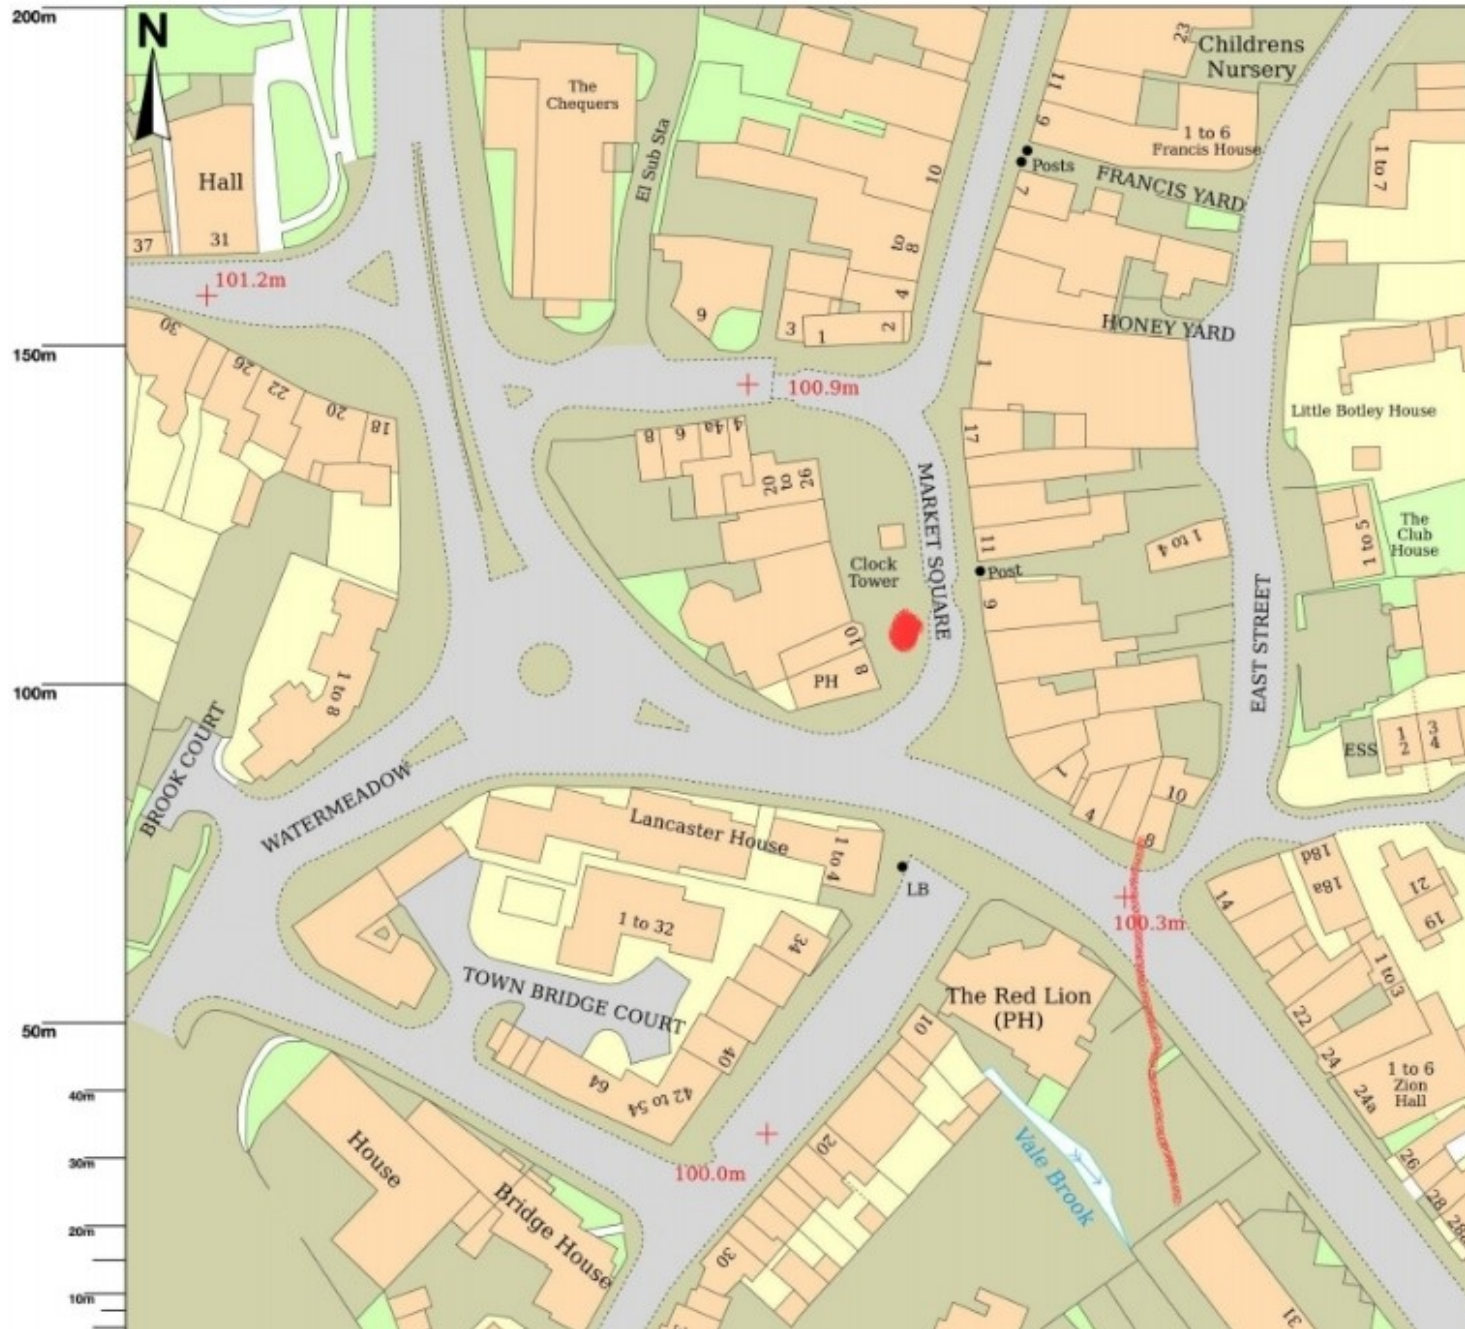 200m
N
The
Chequers
El Sub Sta
23
Childrens
Nursery
11
9
1 to 6
Francis House
Posts
FRANCIS YARD
7
1 to 7
Hall
31
37
10
to
8
4
2
101.2m
9
3
1
HONEY YARD
150m
30
26
22
20
18
100.9m
1
Little Botley House
8
6
4a
4
17
20
to
26
MARKET SQUARE
11
1 to 4
1 to 5
The
Club
House
Clock
Tower
Post
9
EAST STREET
10
8
PH
1 to 8
100m
BROOK COURT
WATERMEADOW
ESS
12
34
1
4
10
8
Lancaster House
1 to 4
LB
18d
18a
14
21
19
100.3m
1 to 32
34
TOWN BRIDGE COURT
The Red Lion
(PH)
1 to 3
22
24
24a
1 to 6
Zion
Hall
50m
10
40
64
42 to 54
40m
House
Bridge House
20
100.0m
Vale Brook
26
28
28a
30m
20m
30
10m
31